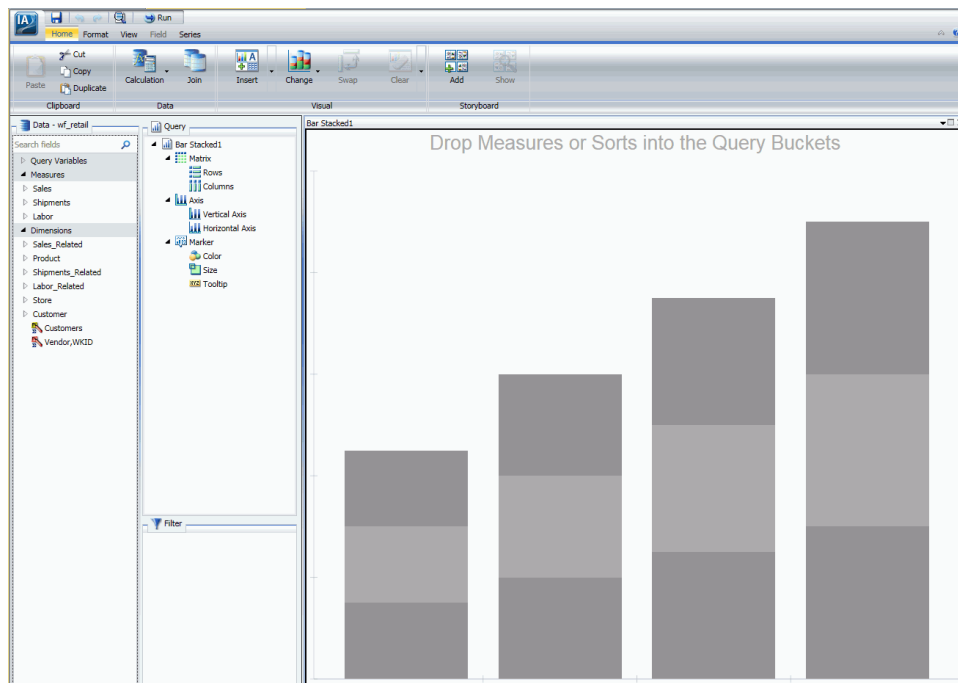 IA
Run
Home Format View Field Series
Paste
Cut
Copy
Duplicate
Calculation Join
Insert Change Swap Clear
Add Show
Clipboard Data Visual Storyboard
Data - wf_retail
Search fields
Query Variables
Measures
Sales
Shipments
Labor
Dimensions
Sales_Related
Product
Shipments_Related
Labor_Related
Store
Customer
Customers
Vendor,WKID
Query
Bar Stacked1
Matrix
Rows
Columns
Axis
Vertical Axis
Horizontal Axis
Marker
Color
Size
Tooltip
Filter
Bar Stacked1
Drop Measures or Sorts into the Query Buckets